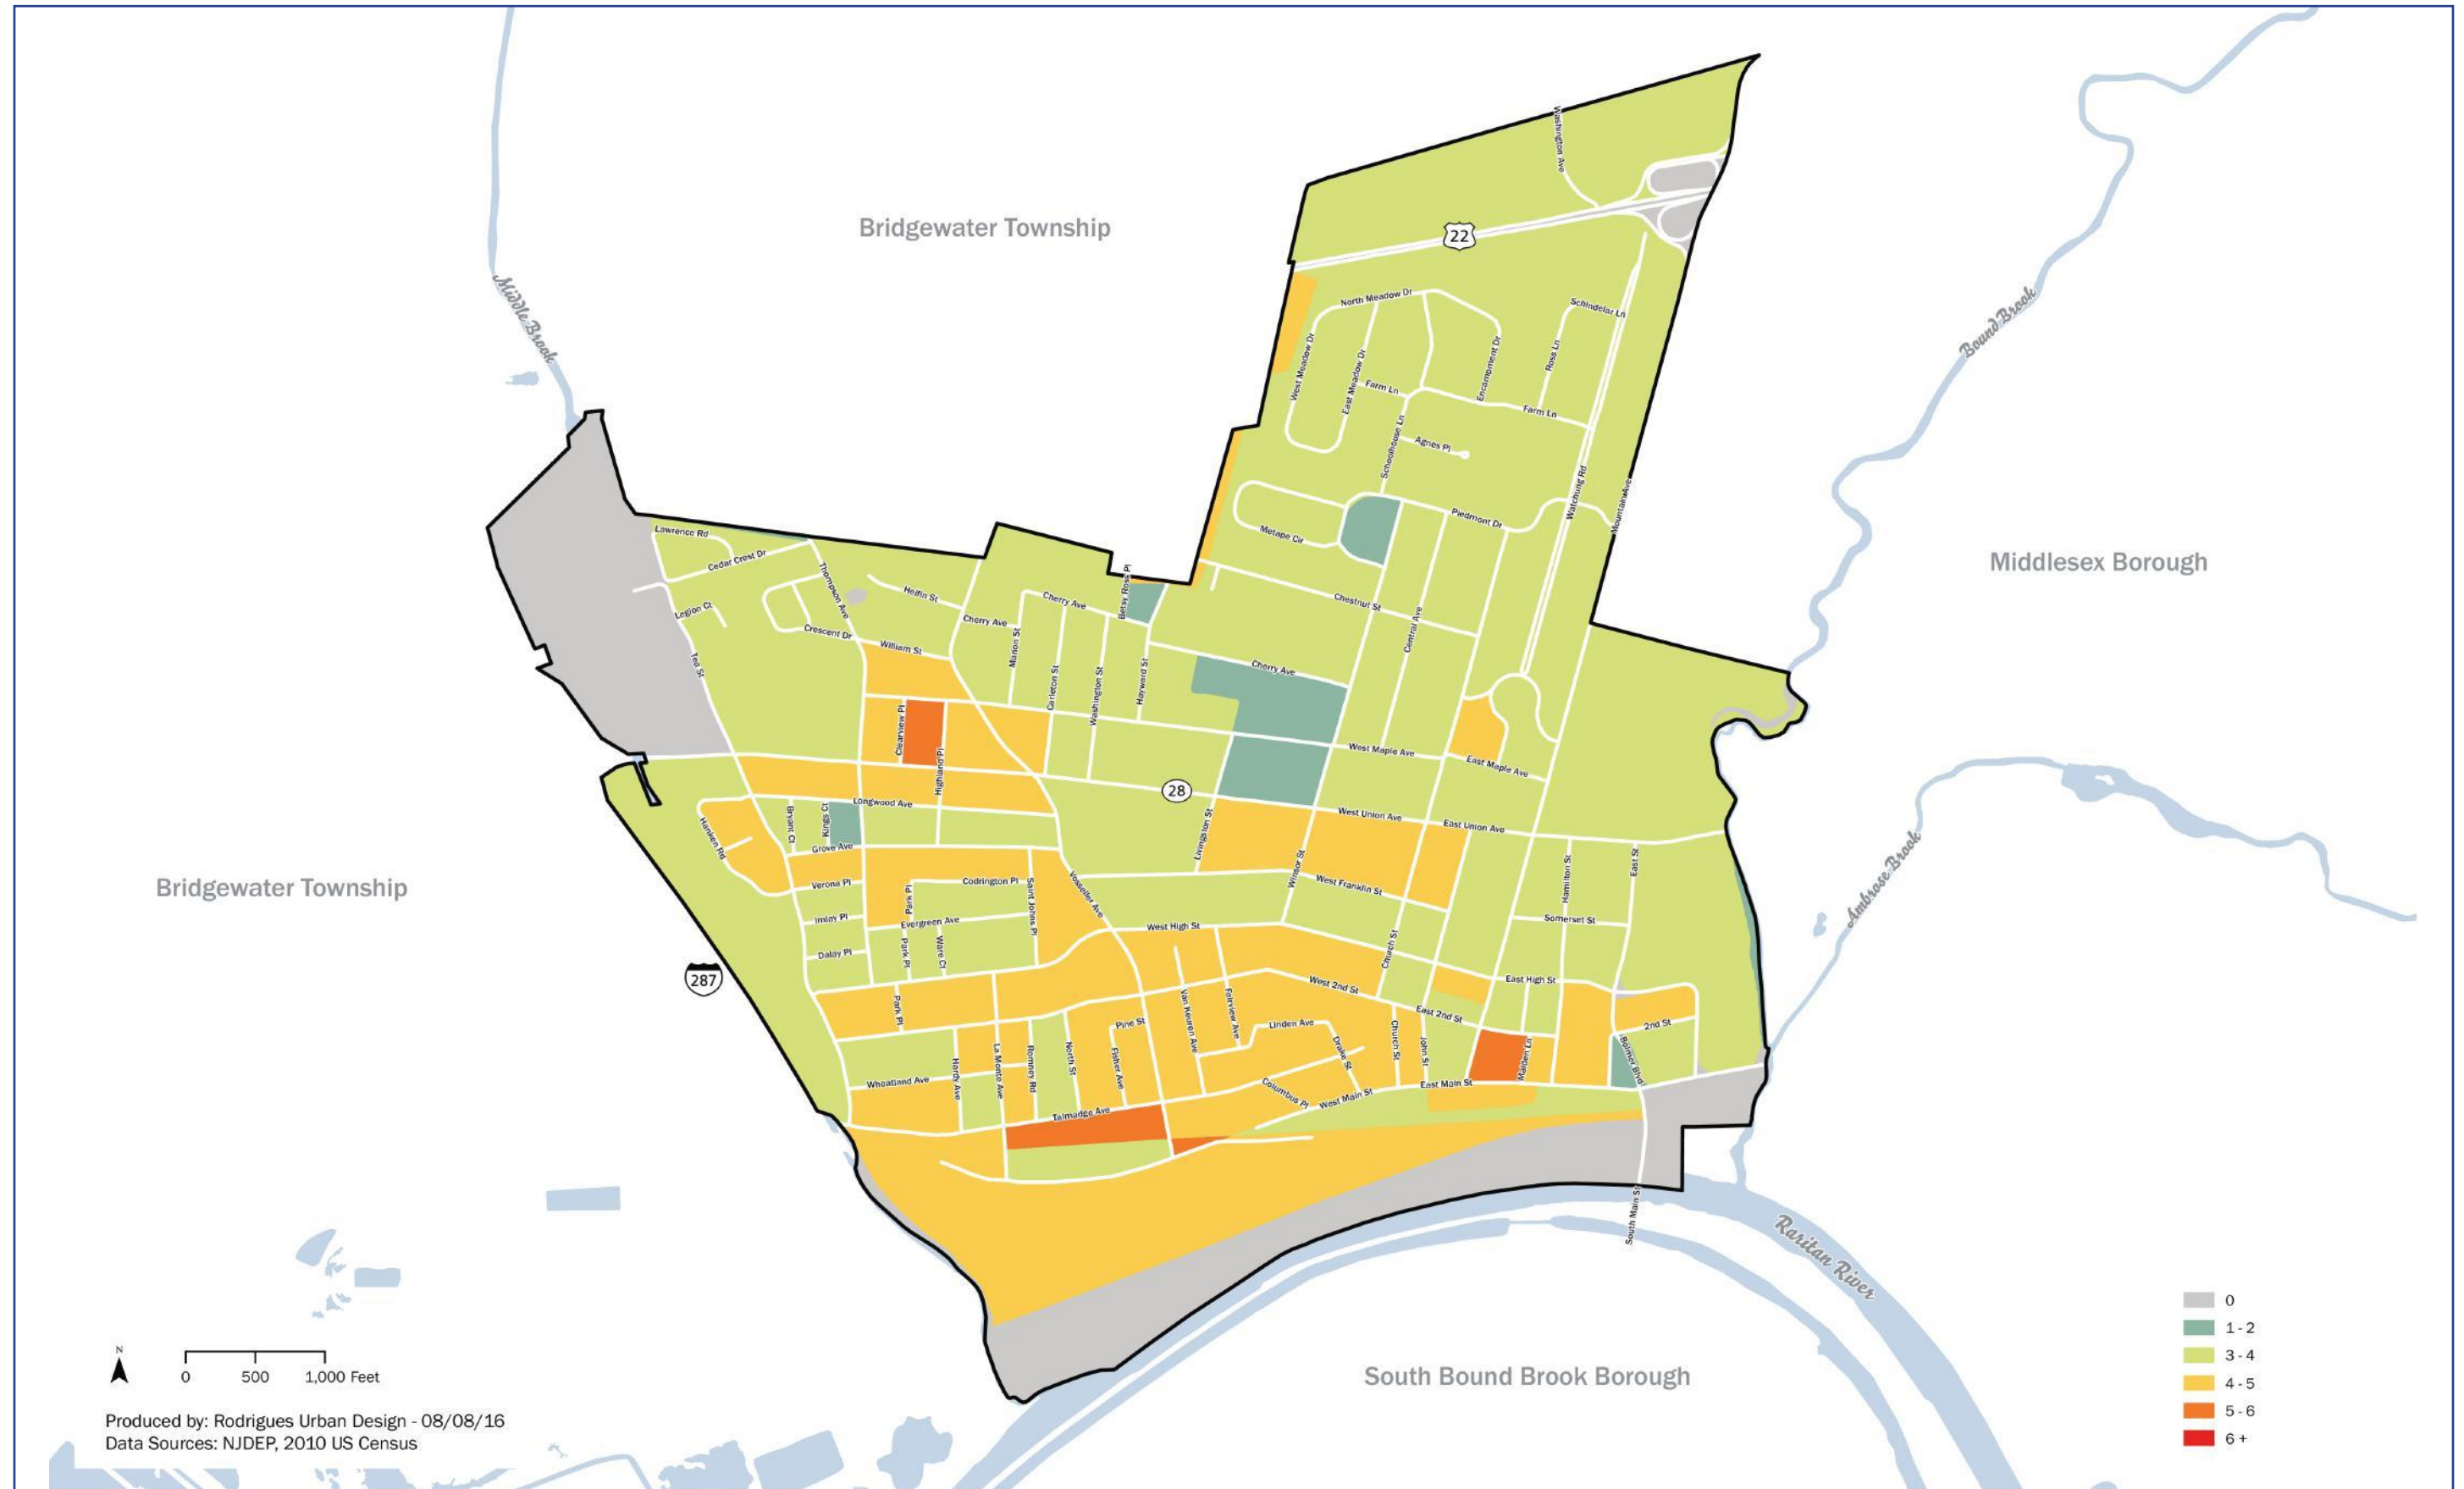 Washington Ave
Bridgewater Township
22
Middle Brook
North Meadow Dr
Schindelar Ln
Bound Brook
West Meadow Dr
East Meadow Dr
Encampment Dr
Ross Ln
Farm Ln
Farm Ln
Schoolhouse Ln
Agnes Pl
Watchung Rd
Mountain Ave
Piedmont Dr
Metape Cir
Lawrence Rd
Cedar Crest Dr
Middlesex Borough
Thompson Ave
Heifin St
Betsy Ross Pl
Cherry Ave
Chestnut St
Central Ave
Legion Ct
Cherry Ave
Crescent Dr
William St
Marion St
Tea St
Carleton St
Washington St
Hayward St
Cherry Ave
Clearview Pl
Highland Pl
West Maple Ave
East Maple Ave
28
Longwood Ave
Bryant Ct
Kings Ct
Hanken Rd
Grove Ave
Livingston St
West Union Ave
East Union Ave
Hamilton St
East St
Ambrose Brook
Bridgewater Township
Verona Pl
Codrington Pl
Park Pl
Saint Johns Pl
Vosseller Ave
Winsor St
West Franklin St
Imlay Pl
Evergreen Ave
West High St
Somerset St
Dalay Pl
Park Pl
Ware Ct
Church St
287
East High St
West 2nd St
Park Pl
Van Keuren Ave
Fairview Ave
East 2nd St
Pine St
Linden Ave
2nd St
Hardy Ave
La Monte Ave
Romney Rd
North St
Fisher Ave
Drake St
Church St
John St
Maiden Ln
Bolmer Blvd
Wheatland Ave
Columbus Pl
West Main St
East Main St
Talmadge Ave
South Main St
Raritan River
South Bound Brook Borough
N
0 500 1,000 Feet
Produced by: Rodrigues Urban Design - 08/08/16
Data Sources: NJDEP, 2010 US Census
0
1 - 2
3 - 4
4 - 5
5 - 6
6 +